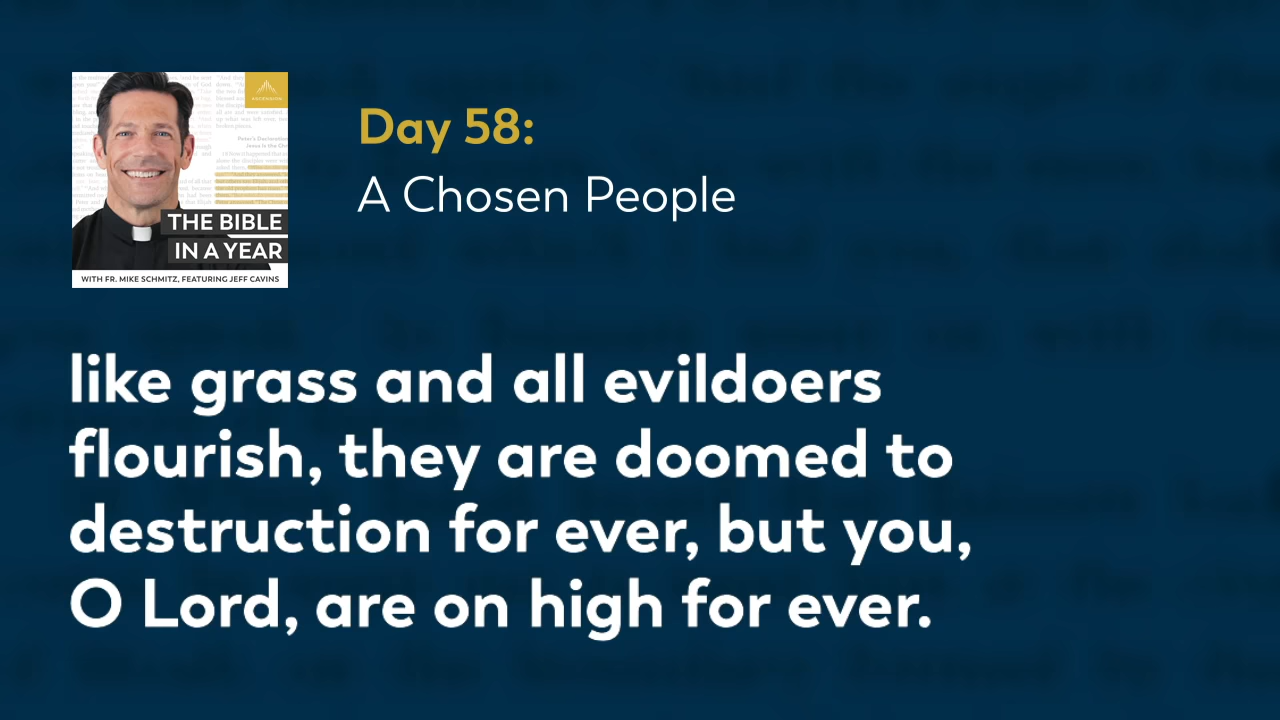 Day 58:
A Chosen People
ASCENSION
THE BIBLE
IN A YEAR
WITH FR. MIKE SCHMITZ, FEATURING JEFF CAVINS
like grass and all evildoers
flourish, they are doomed to
destruction for ever, but you,
O Lord, are on high for ever.